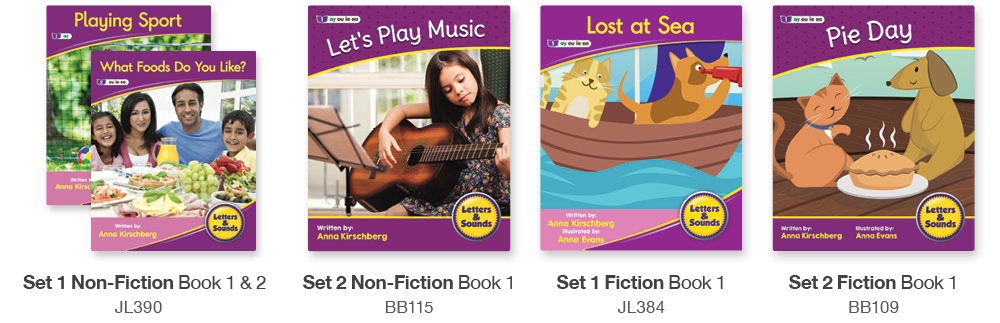 Playing Sport
ay
Written by:
Anna Kirsc
What Foods Do You Like?
ay ou ie ea
Written by:
Anna Kirschberg
Letters
&
Sounds
ay ou ie ea
Let's Play Music
Written by:
Anna Kirschberg
Letters
&
Sounds
Lost at Sea
ay ou ie ea
Written by:
Anna Kirschberg
Illustrated by:
Anna Evans
Letters
&
Sounds
ay ou ie ea
Pie Day
Written by:
Anna Kirschberg
Illustrated by:
Anna Evans
Letters
&
Sounds
Set 1 Non-Fiction Book 1 & 2
JL390
Set 2 Non-Fiction Book 1
BB115
Set 1 Fiction Book 1
JL384
Set 2 Fiction Book 1
BB109